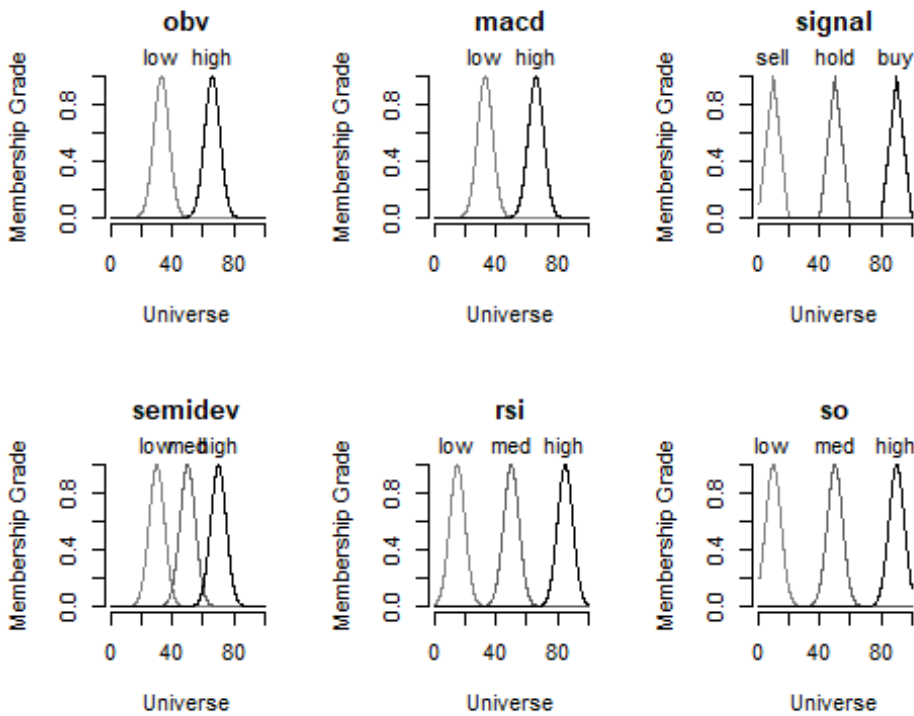 obv
low high
Membership Grade
0.0 0.4 0.8
0 40 80
Universe
macd
low high
Membership Grade
0.0 0.4 0.8
0 40 80
Universe
signal
sell hold buy
Membership Grade
0.0 0.4 0.8
0 40 80
Universe
semidev
low med high
Membership Grade
0.0 0.4 0.8
0 40 80
Universe
rsi
low med high
Membership Grade
0.0 0.4 0.8
0 40 80
Universe
so
low med high
Membership Grade
0.0 0.4 0.8
0 40 80
Universe